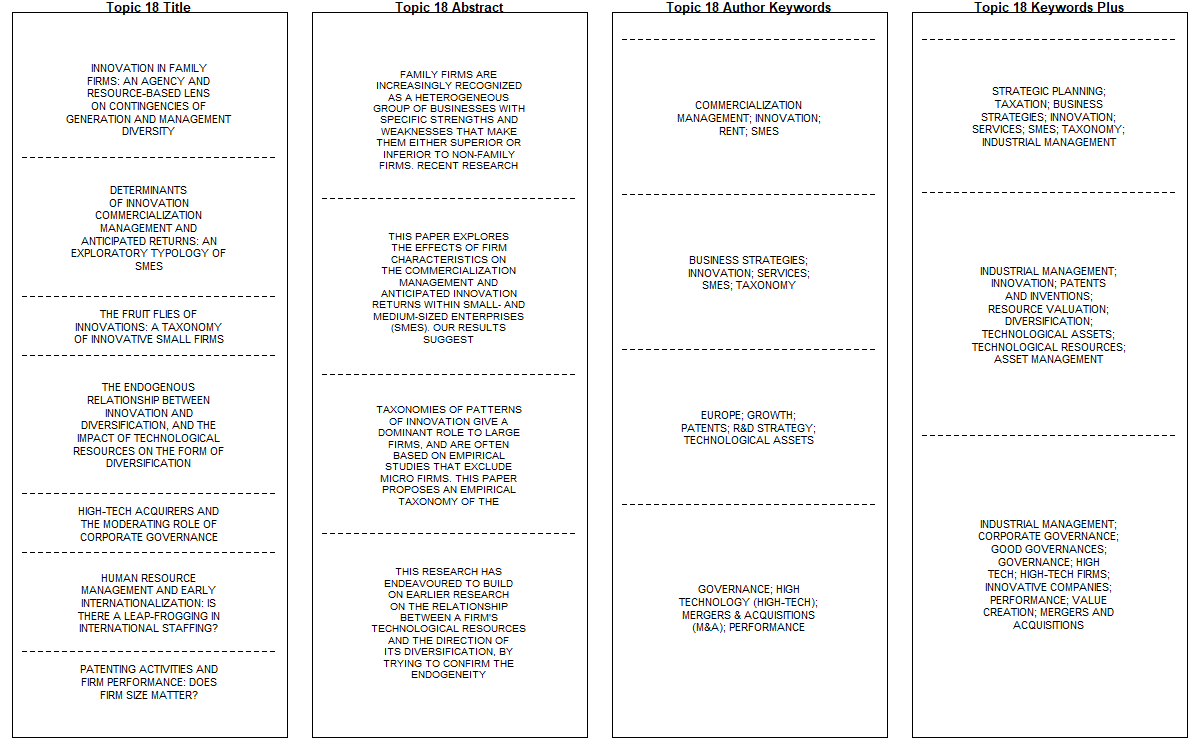 Topic 18 Title
INNOVATION IN FAMILY
FIRMS: AN AGENCY AND
RESOURCE-BASED LENS
ON CONTINGENCIES OF
GENERATION AND MANAGEMENT
DIVERSITY
DETERMINANTS
OF INNOVATION
COMMERCIALIZATION
MANAGEMENT AND
ANTICIPATED RETURNS: AN
EXPLORATORY TYPOLOGY OF
SMES
THE FRUIT FLIES OF
INNOVATIONS: A TAXONOMY
OF INNOVATIVE SMALL FIRMS
THE ENDOGENOUS
RELATIONSHIP BETWEEN
INNOVATION AND
DIVERSIFICATION, AND THE
IMPACT OF TECHNOLOGICAL
RESOURCES ON THE FORM OF
DIVERSIFICATION
HIGH-TECH ACQUIRERS AND
THE MODERATING ROLE OF
CORPORATE GOVERNANCE
HUMAN RESOURCE
MANAGEMENT AND EARLY
INTERNATIONALIZATION: IS
THERE A LEAP-FROGGING IN
INTERNATIONAL STAFFING?
PATENTING ACTIVITIES AND
FIRM PERFORMANCE: DOES
FIRM SIZE MATTER?
Topic 18 Abstract
FAMILY FIRMS ARE
INCREASINGLY RECOGNIZED
AS A HETEROGENEOUS
GROUP OF BUSINESSES WITH
SPECIFIC STRENGTHS AND
WEAKNESSES THAT MAKE
THEM EITHER SUPERIOR OR
INFERIOR TO NON-FAMILY
FIRMS. RECENT RESEARCH
THIS PAPER EXPLORES
THE EFFECTS OF FIRM
CHARACTERISTICS ON
THE COMMERCIALIZATION
MANAGEMENT AND
ANTICIPATED INNOVATION
RETURNS WITHIN SMALL- AND
MEDIUM-SIZED ENTERPRISES
(SMES). OUR RESULTS
SUGGEST
TAXONOMIES OF PATTERNS
OF INNOVATION GIVE A
DOMINANT ROLE TO LARGE
FIRMS, AND ARE OFTEN
BASED ON EMPIRICAL
STUDIES THAT EXCLUDE
MICRO FIRMS. THIS PAPER
PROPOSES AN EMPIRICAL
TAXONOMY OF THE
THIS RESEARCH HAS
ENDEAVOURED TO BUILD
ON EARLIER RESEARCH
ON THE RELATIONSHIP
BETWEEN A FIRM'S
TECHNOLOGICAL RESOURCES
AND THE DIRECTION OF
ITS DIVERSIFICATION, BY
TRYING TO CONFIRM THE
ENDOGENEITY
Topic 18 Author Keywords
COMMERCIALIZATION
MANAGEMENT; INNOVATION;
RENT; SMES
BUSINESS STRATEGIES;
INNOVATION; SERVICES;
SMES; TAXONOMY
EUROPE; GROWTH;
PATENTS; R&D STRATEGY;
TECHNOLOGICAL ASSETS
GOVERNANCE; HIGH
TECHNOLOGY (HIGH-TECH);
MERGERS & ACQUISITIONS
(M&A); PERFORMANCE
Topic 18 Keywords Plus
STRATEGIC PLANNING;
TAXATION; BUSINESS
STRATEGIES; INNOVATION;
SERVICES; SMES; TAXONOMY;
INDUSTRIAL MANAGEMENT
INDUSTRIAL MANAGEMENT;
INNOVATION; PATENTS
AND INVENTIONS;
RESOURCE VALUATION;
DIVERSIFICATION;
TECHNOLOGICAL ASSETS;
TECHNOLOGICAL RESOURCES;
ASSET MANAGEMENT
INDUSTRIAL MANAGEMENT;
CORPORATE GOVERNANCE;
GOOD GOVERNANCES;
GOVERNANCE; HIGH
TECH; HIGH-TECH FIRMS;
INNOVATIVE COMPANIES;
PERFORMANCE; VALUE
CREATION; MERGERS AND
ACQUISITIONS